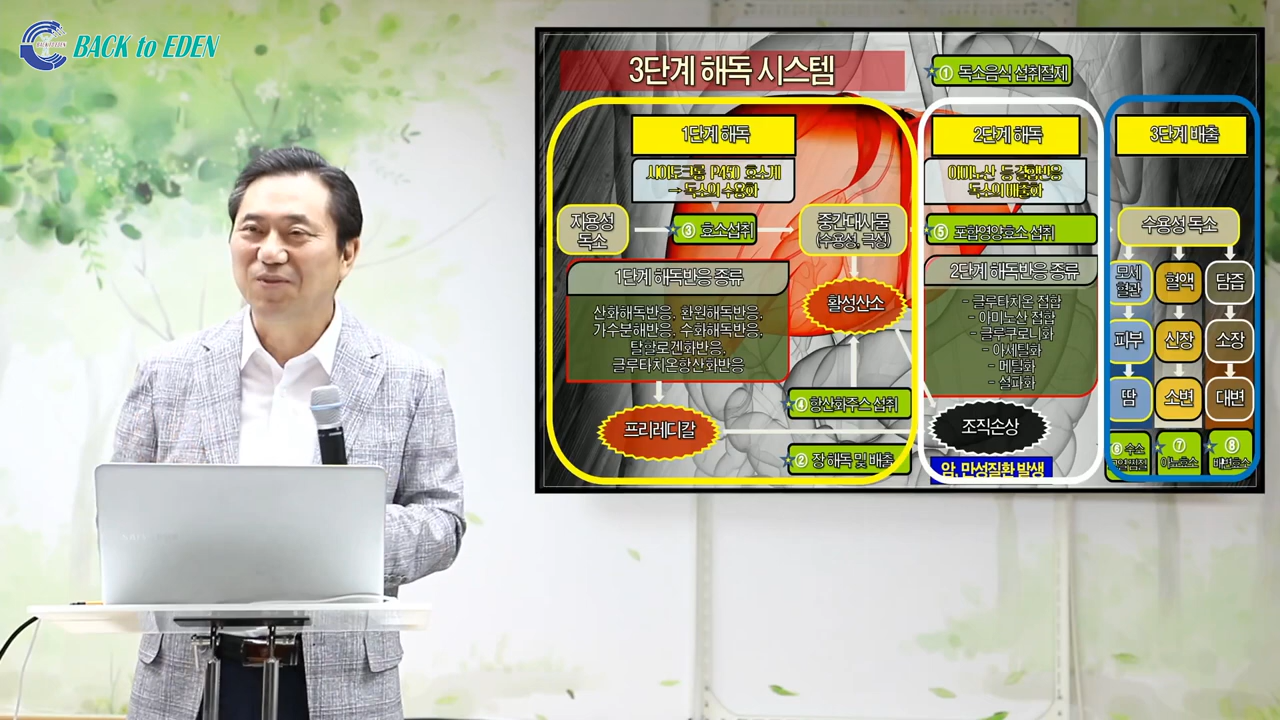 BACK to EDEN
3단계 해독 시스템
① 독소음식 섭취절제
1단계 해독
사이토크롬 P450 효소계
→ 독소의 수용화
지용성
독소
③ 효소섭취
중간대사물
(수용성, 극성)
1단계 해독반응 종류
산화해독반응, 환원해독반응,
가수분해반응, 수화해독반응,
탈할로겐화반응,
글루타치온항산화반응
활성산소
④ 항산화주스 섭취
프리레디칼
② 장 해독 및 배출
2단계 해독
아미노산 등 결합반응
독소의 배출화
⑤ 포합영양효소 섭취
2단계 해독반응 종류
- 글루타치온 접합
- 아미노산 접합
- 글루쿠로니화
- 아세틸화
- 메틸화
- 설파화
조직손상
암, 만성질환 발생
3단계 배출
수용성 독소
모세
혈관
혈액
담즙
피부
신장
소장
땀
소변
대변
⑥ 수소
⑦
이노효소
⑧
배변효소